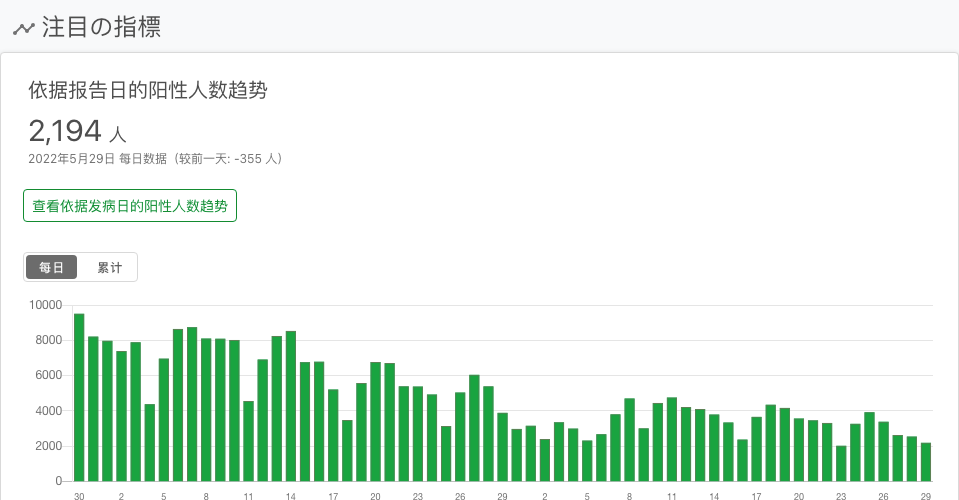 注目の指標
依据报告日的阳性人数趋势
2,194 人
2022年5月29日 每日数据（较前一天: -355 人）
查看依据发病日的阳性人数趋势
每日 累计
10000
8000
6000
4000
2000
0
30 2 5 8 11 14 17 20 23 26 29 2 5 8 11 14 17 20 23 26 29